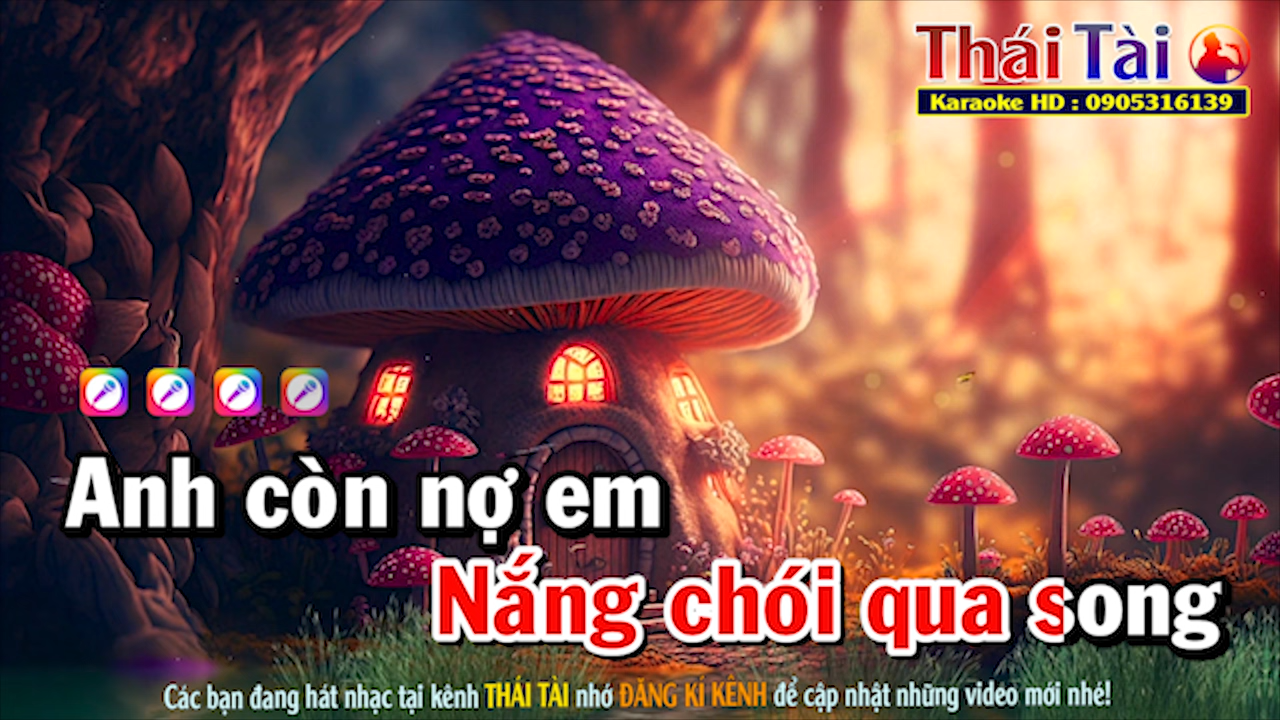 Thái Tài
Karaoke HD : 0905316139
Anh còn nợ em
Nắng chói qua song
Các bạn đang hát nhạc tại kênh THÁI TÀI nhớ ĐĂNG KÍ KÊNH để cập nhật những video mới nhé!